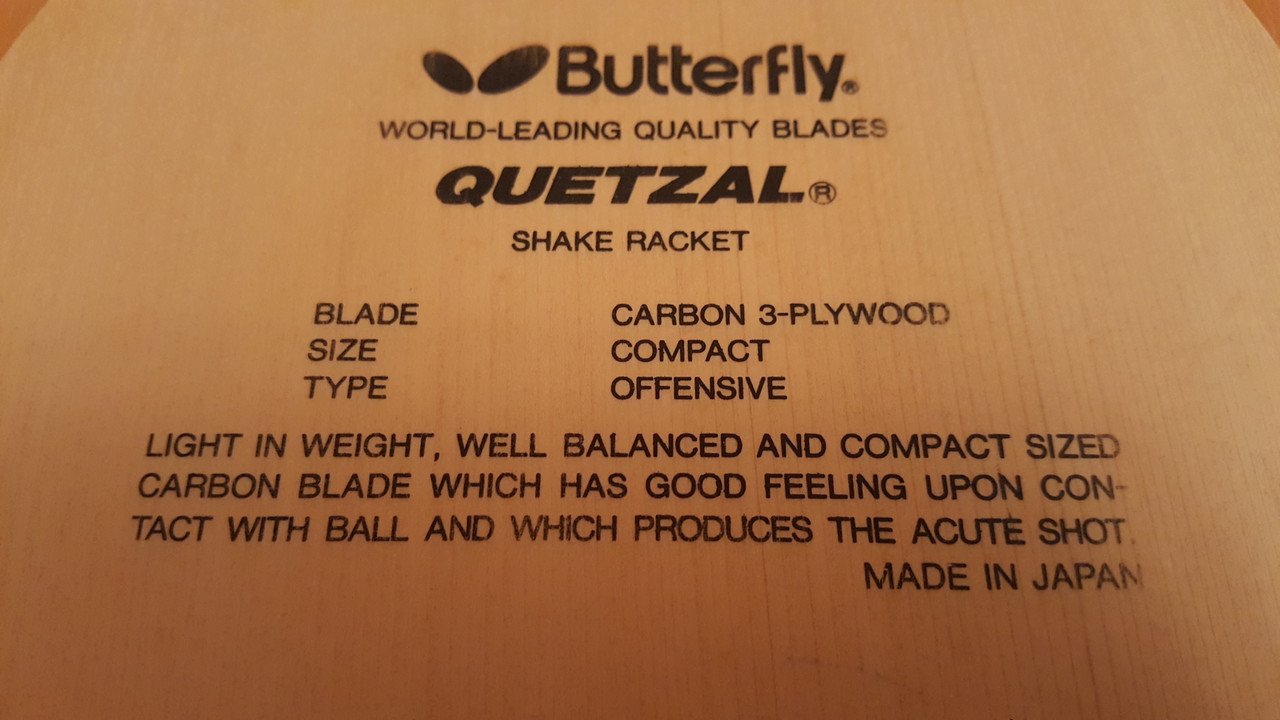 Butterfly®
WORLD-LEADING QUALITY BLADES
QUETZAL®
SHAKE RACKET
BLADE CARBON 3-PLYWOOD
SIZE COMPACT
TYPE OFFENSIVE
LIGHT IN WEIGHT, WELL BALANCED AND COMPACT SIZED
CARBON BLADE WHICH HAS GOOD FEELING UPON CON-
TACT WITH BALL AND WHICH PRODUCES THE ACUTE SHOT.
MADE IN JAPAN